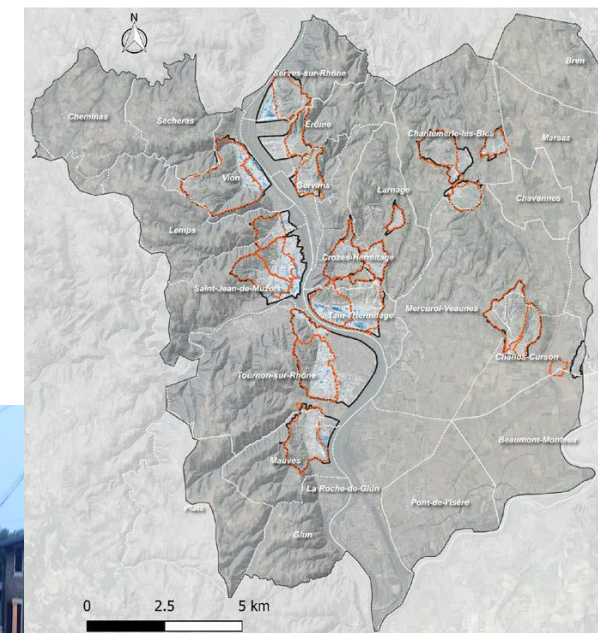 N
Serves-sur-Rhône
Bren
Cheminas
Sécheras
Érôme
Chantemerle-les-Blés
Marsaz
Vion
Gervans
Larnage
Chavannes
Lemps
Crozes-Hermitage
Saint-Jean-de-Muzols
Mercurol-Veaunes
Tain-l'Hermitage
Chanos-Curson
Tournon-sur-Rhône
Beaumont-Monteux
Mauves
La Roche-de-Glun
Pont-de-l'Isère
Plats
Glun
0 2.5 5 km